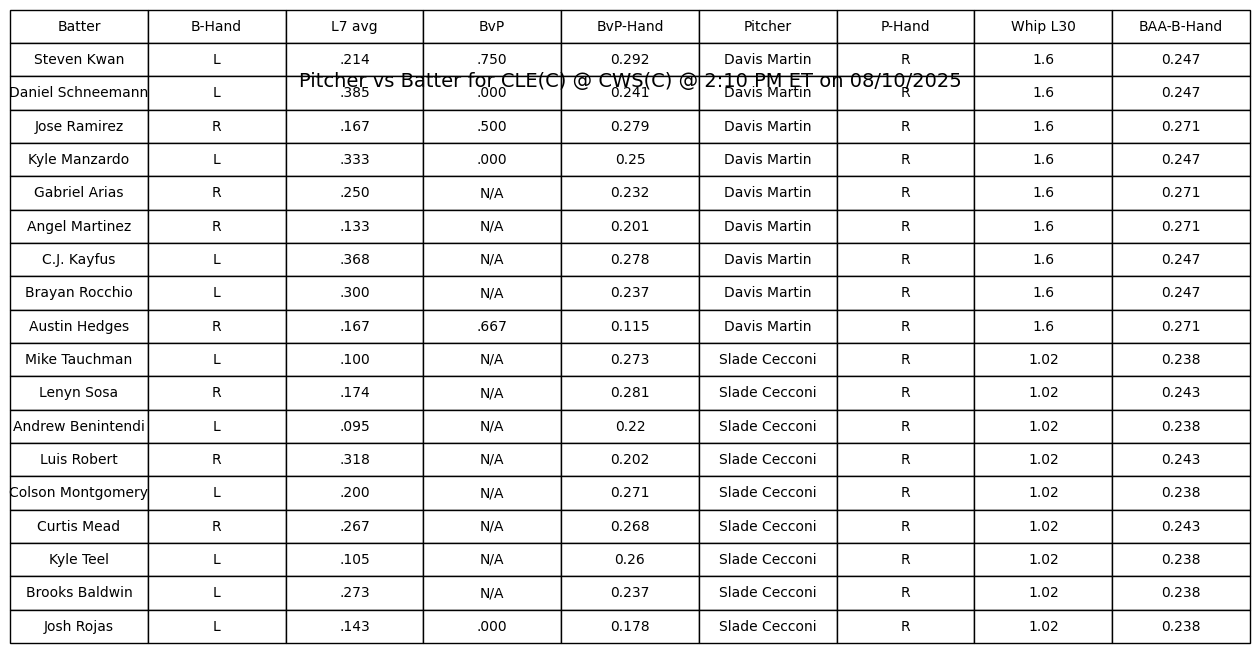 Batter B-Hand L7 avg BvP BvP-Hand Pitcher P-Hand Whip L30 BAA-B-Hand
Steven Kwan L .214 .750 0.292 Davis Martin R 1.6 0.247
Pitcher vs Batter for CLE(C) @ CWS(C) @ 2:10 PM ET on 08/10/2025
Daniel Schneemann L .385 .000 0.241 Davis Martin R 1.6 0.247
Jose Ramirez R .167 .500 0.279 Davis Martin R 1.6 0.271
Kyle Manzardo L .333 .000 0.25 Davis Martin R 1.6 0.247
Gabriel Arias R .250 N/A 0.232 Davis Martin R 1.6 0.271
Angel Martinez R .133 N/A 0.201 Davis Martin R 1.6 0.271
C.J. Kayfus L .368 N/A 0.278 Davis Martin R 1.6 0.247
Brayan Rocchio L .300 N/A 0.237 Davis Martin R 1.6 0.247
Austin Hedges R .167 .667 0.115 Davis Martin R 1.6 0.271
Mike Tauchman L .100 N/A 0.273 Slade Cecconi R 1.02 0.238
Lenyn Sosa R .174 N/A 0.281 Slade Cecconi R 1.02 0.243
Andrew Benintendi L .095 N/A 0.22 Slade Cecconi R 1.02 0.238
Luis Robert R .318 N/A 0.202 Slade Cecconi R 1.02 0.243
Colson Montgomery L .200 N/A 0.271 Slade Cecconi R 1.02 0.238
Curtis Mead R .267 N/A 0.268 Slade Cecconi R 1.02 0.243
Kyle Teel L .105 N/A 0.26 Slade Cecconi R 1.02 0.238
Brooks Baldwin L .273 N/A 0.237 Slade Cecconi R 1.02 0.238
Josh Rojas L .143 .000 0.178 Slade Cecconi R 1.02 0.238